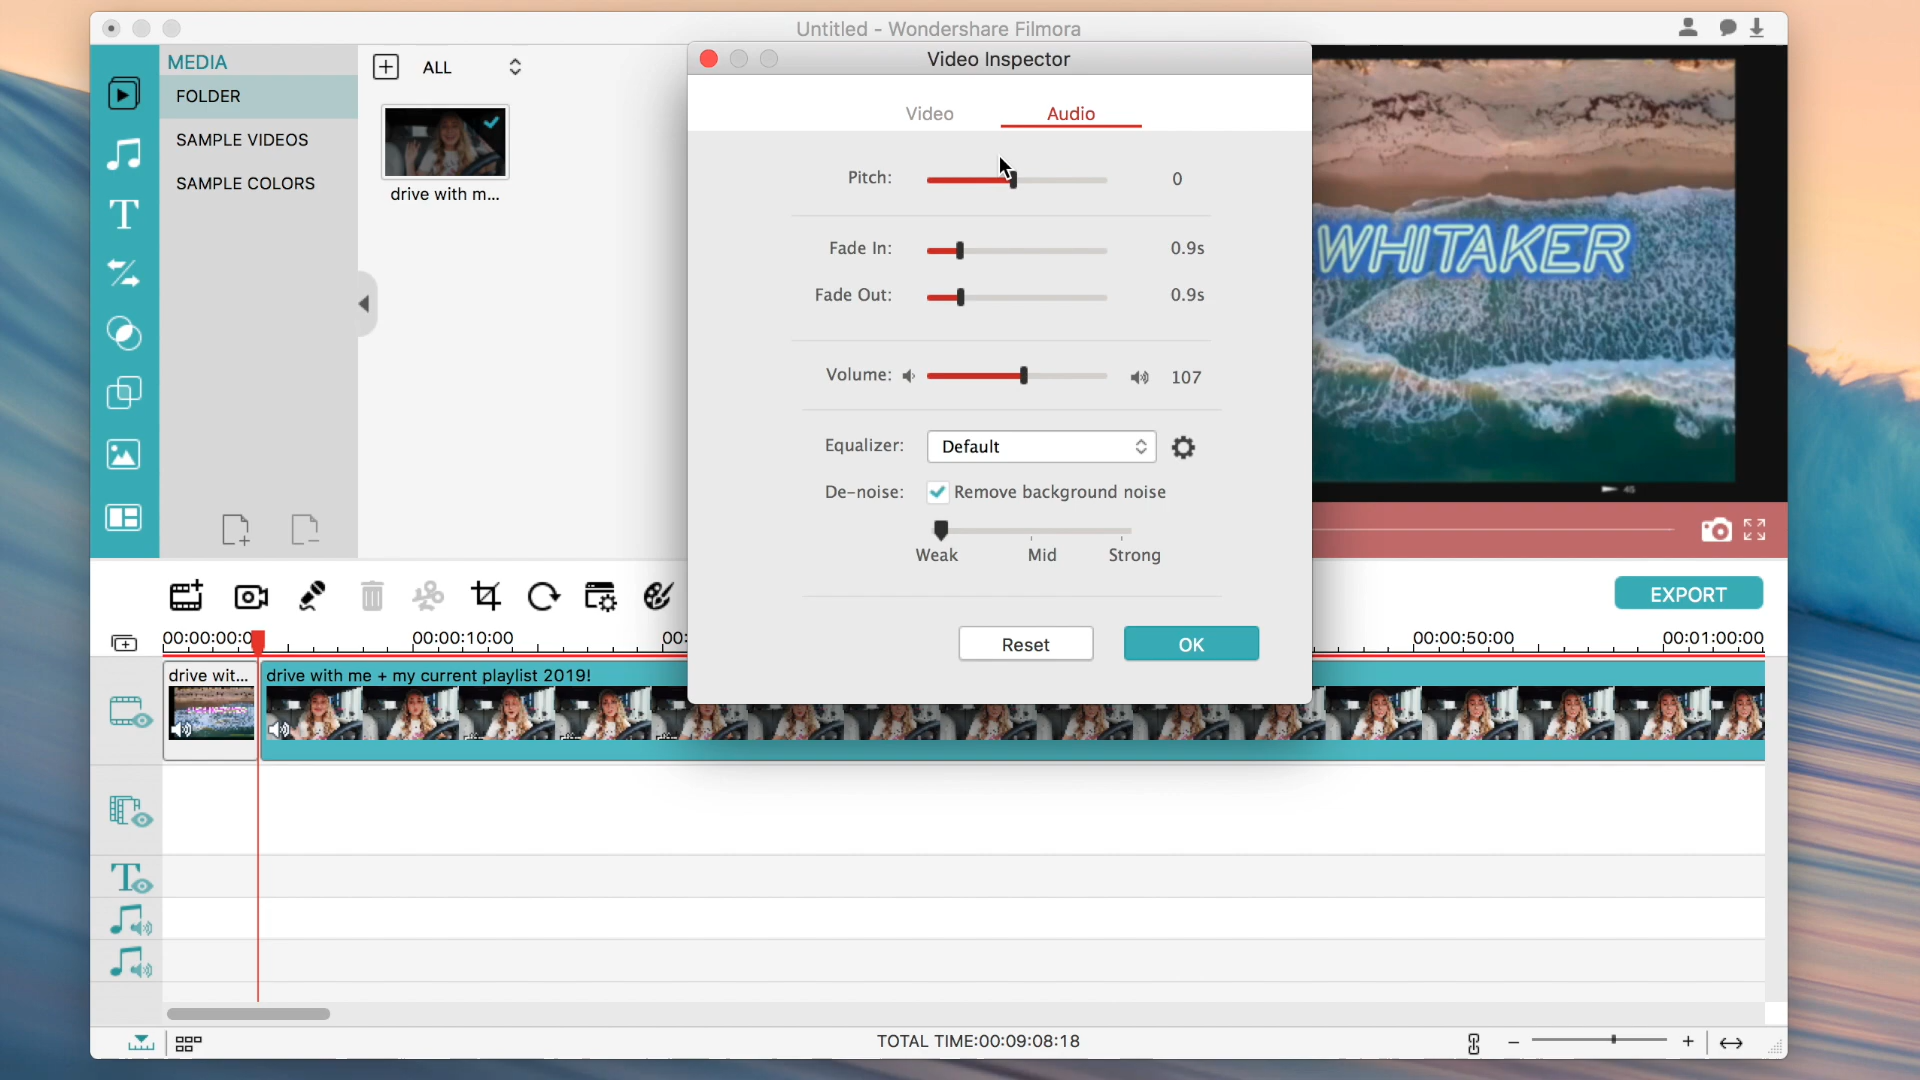 Untitled - Wondershare Filmora
MEDIA
FOLDER
SAMPLE VIDEOS
SAMPLE COLORS
ALL
drive with m...
Video Inspector
Video
Audio
Pitch:
0
Fade In:
0.9s
Fade Out:
0.9s
Volume:
107
Equalizer:
Default
De-noise:
Remove background noise
Weak
Mid
Strong
Reset
OK
WHITAKER
EXPORT
00:00:00:0
00:00:10:00
00:
00:00:50:00
00:01:00:00
drive wit...
drive with me + my current playlist 2019!
TOTAL TIME:00:09:08:18